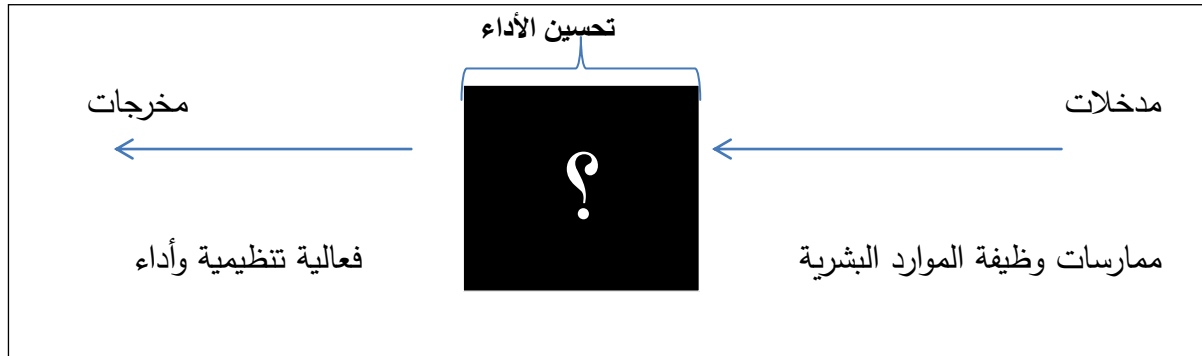 تحسين الأداء
مدخلات
مخرجات
؟
ممارسات وظيفة الموارد البشرية
فعالية تنظيمية وأداء